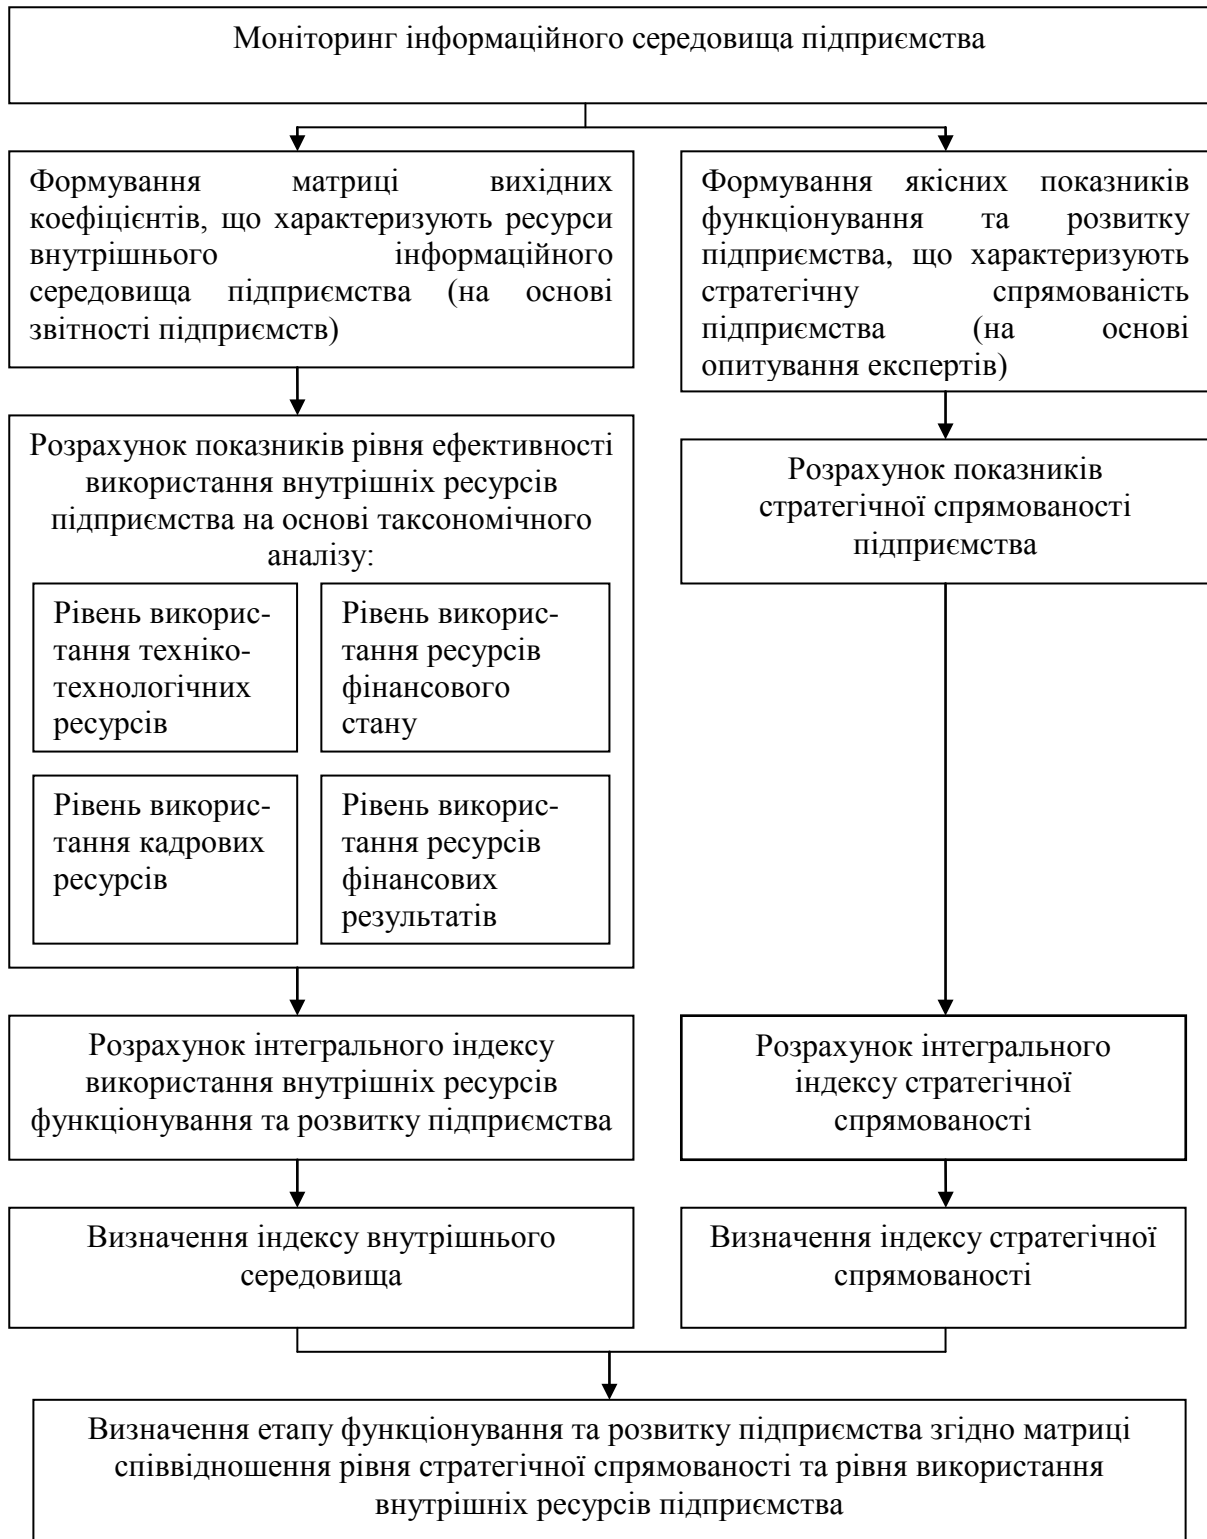 Моніторинг інформаційного середовища підприємства
Формування матриці вихідних
коефіцієнтів, що характеризують ресурси
внутрішнього інформаційного
середовища підприємства (на основі
звітності підприємств)
Формування якісних показників
функціонування та розвитку
підприємства, що характеризують
стратегічну спрямованість
підприємства (на основі
опитування експертів)
Розрахунок показників рівня ефективності
використання внутрішніх ресурсів
підприємства на основі таксономічного
аналізу:
Розрахунок показників
стратегічної спрямованості
підприємства
Рівень викорис-
тання техніко-
технологічних
ресурсів
Рівень викорис-
тання ресурсів
фінансового
стану
Рівень викорис-
тання кадрових
ресурсів
Рівень викорис-
тання ресурсів
фінансових
результатів
Розрахунок інтегрального індексу
використання внутрішніх ресурсів
функціонування та розвитку підприємства
Розрахунок інтегрального
індексу стратегічної
спрямованості
Визначення індексу внутрішнього
середовища
Визначення індексу стратегічної
спрямованості
Визначення етапу функціонування та розвитку підприємства згідно матриці
співвідношення рівня стратегічної спрямованості та рівня використання
внутрішніх ресурсів підприємства